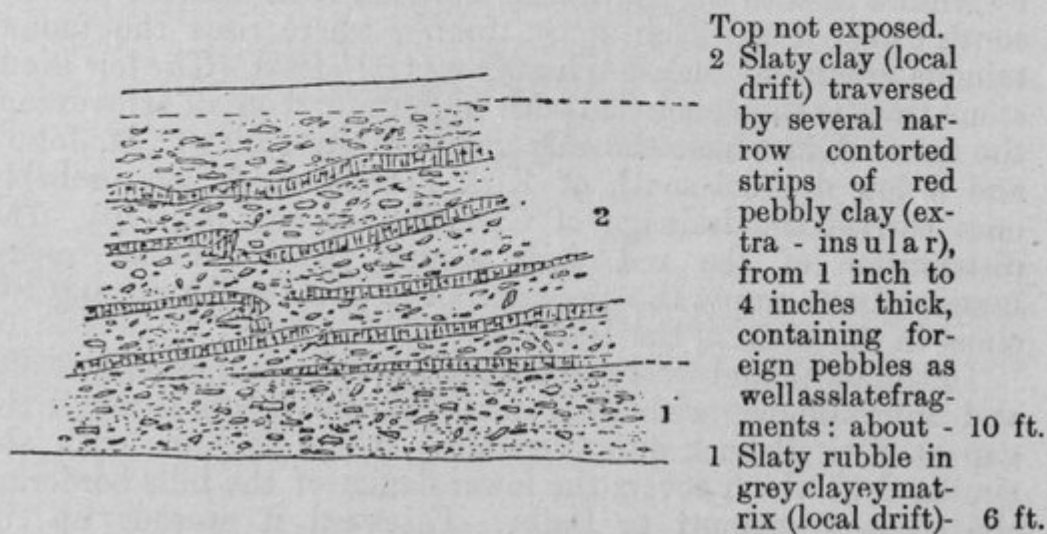 Top not exposed.
2 Slaty clay (local
drift) traversed
by several nar-
row contorted
strips of red
pebbly clay (ex-
tra - insular),
from 1 inch to
4 inches thick,
containing for-
eign pebbles as
well as slate frag-
ments: about - 10 ft.
1 Slaty rubble in
grey clayey mat-
rix (local drift)- 6 ft.
2
1